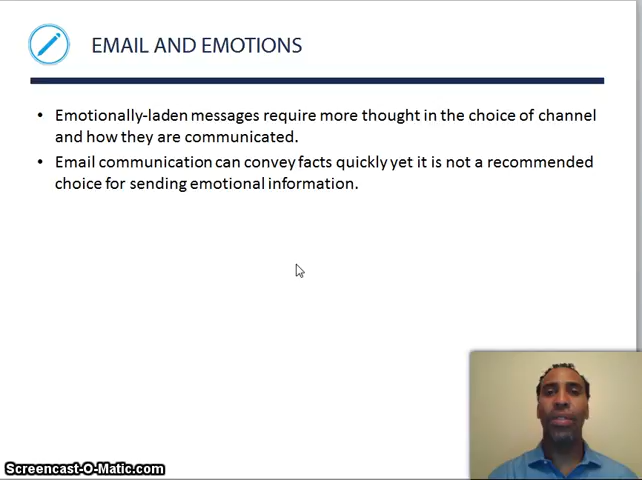 EMAIL AND EMOTIONS
• Emotionally-laden messages require more thought in the choice of channel
and how they are communicated.
• Email communication can convey facts quickly yet it is not a recommended
choice for sending emotional information.
Screencast-O-Matic.com